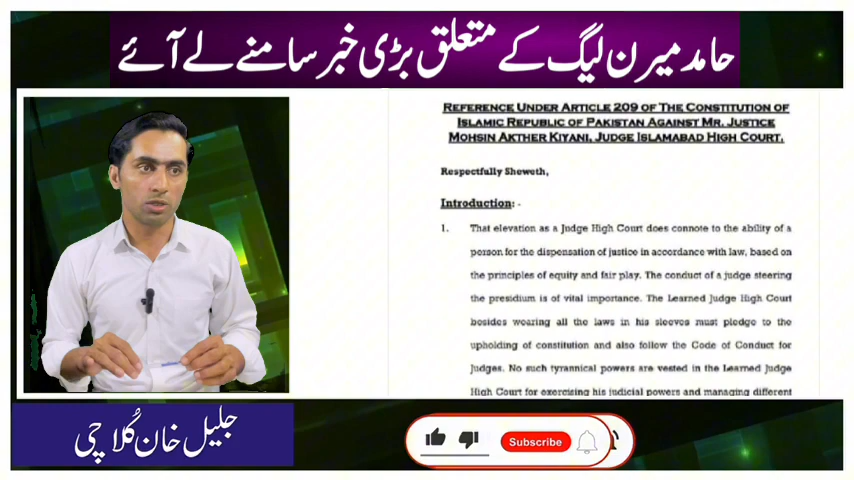 حامد میر ن لیگ کے متعلق بڑی خبر سامنے لے آئے
REFERENCE UNDER ARTICLE 209 OF THE CONSTITUTION OF
ISLAMIC REPUBLIC OF PAKISTAN AGAINST MR. JUSTICE
MOHSIN AKTHER KIYANI, JUDGE ISLAMABAD HIGH COURT.
Respectfully Sheweth,
Introduction: -
1. That elevation as a Judge High Court does connote to the ability of a
person for the dispensation of justice in accordance with law, based on
the principles of equity and fair play. The conduct of a judge steering
the presidium is of vital importance. The Learned Judge High Court
besides wearing all the laws in his sleeves must pledge to the
upholding of constitution and also follow the Code of Conduct for
Judges. No such tyrannical powers are vested in the Learned Judge
High Court for exercising his judicial powers and managing different
جلیل خان گُلاچی
Subscribe